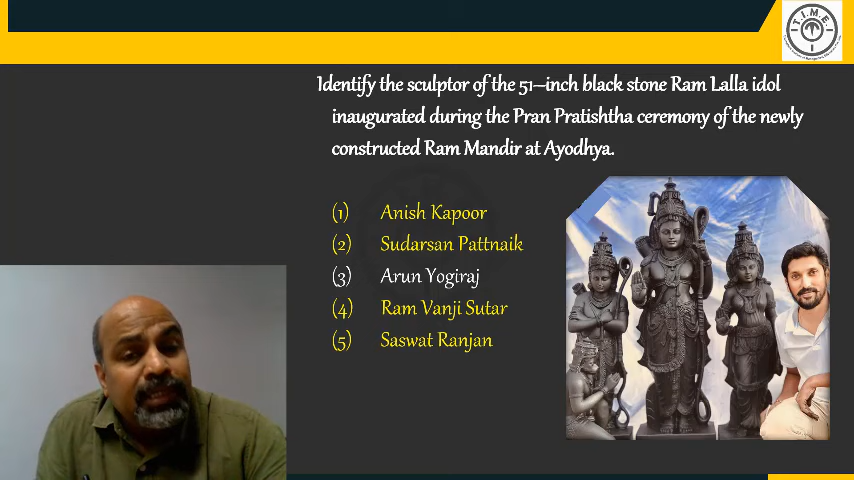 T.I.M.E.
Identify the sculptor of the 51–inch black stone Ram Lalla idol
inaugurated during the Pran Pratishtha ceremony of the newly
constructed Ram Mandir at Ayodhya.
(1) Anish Kapoor
(2) Sudarsan Pattnaik
(3) Arun Yogiraj
(4) Ram Vanji Sutar
(5) Saswat Ranjan